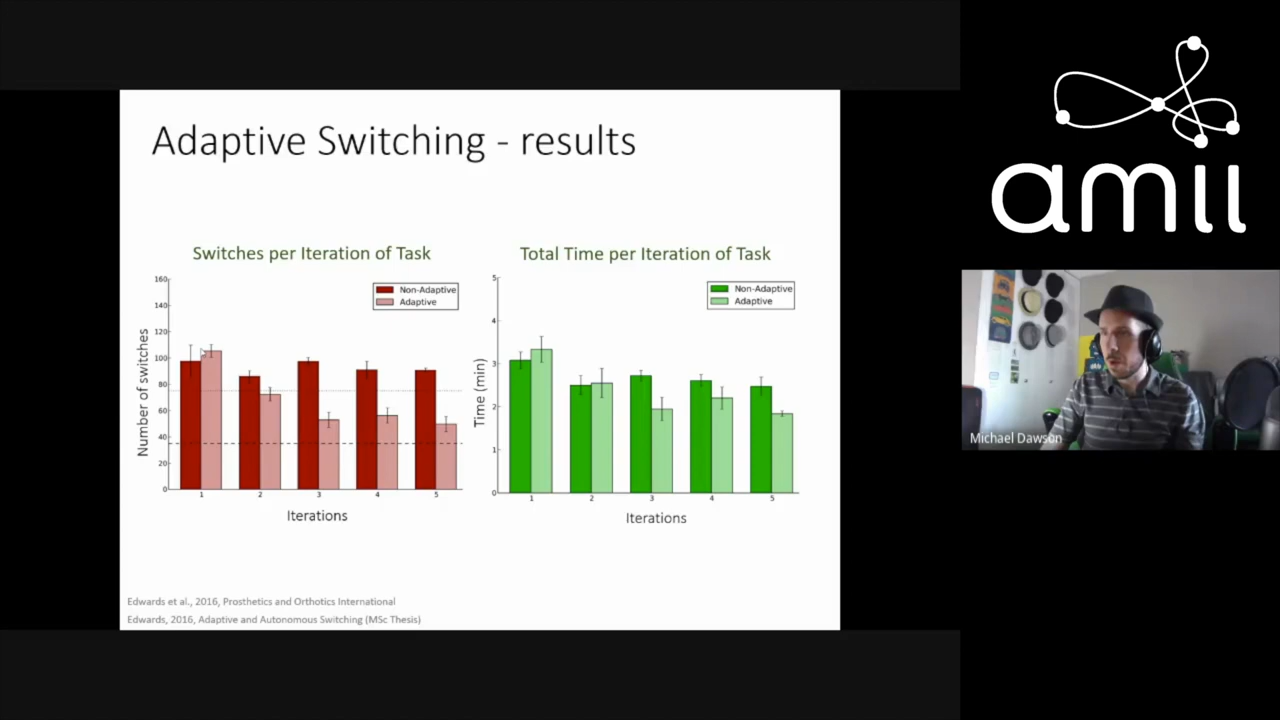 Adaptive Switching - results
Switches per Iteration of Task
Number of switches
160
140
120
100
80
60
40
20
0
Non-Adaptive
Adaptive
1 2 3 4 5
Iterations
Total Time per Iteration of Task
Time (min)
5
4
3
2
1
0
Non-Adaptive
Adaptive
1 2 3 4 5
Iterations
Edwards et al., 2016, Prosthetics and Orthotics International
Edwards, 2016, Adaptive and Autonomous Switching (MSc Thesis)
amii
Michael Dawson